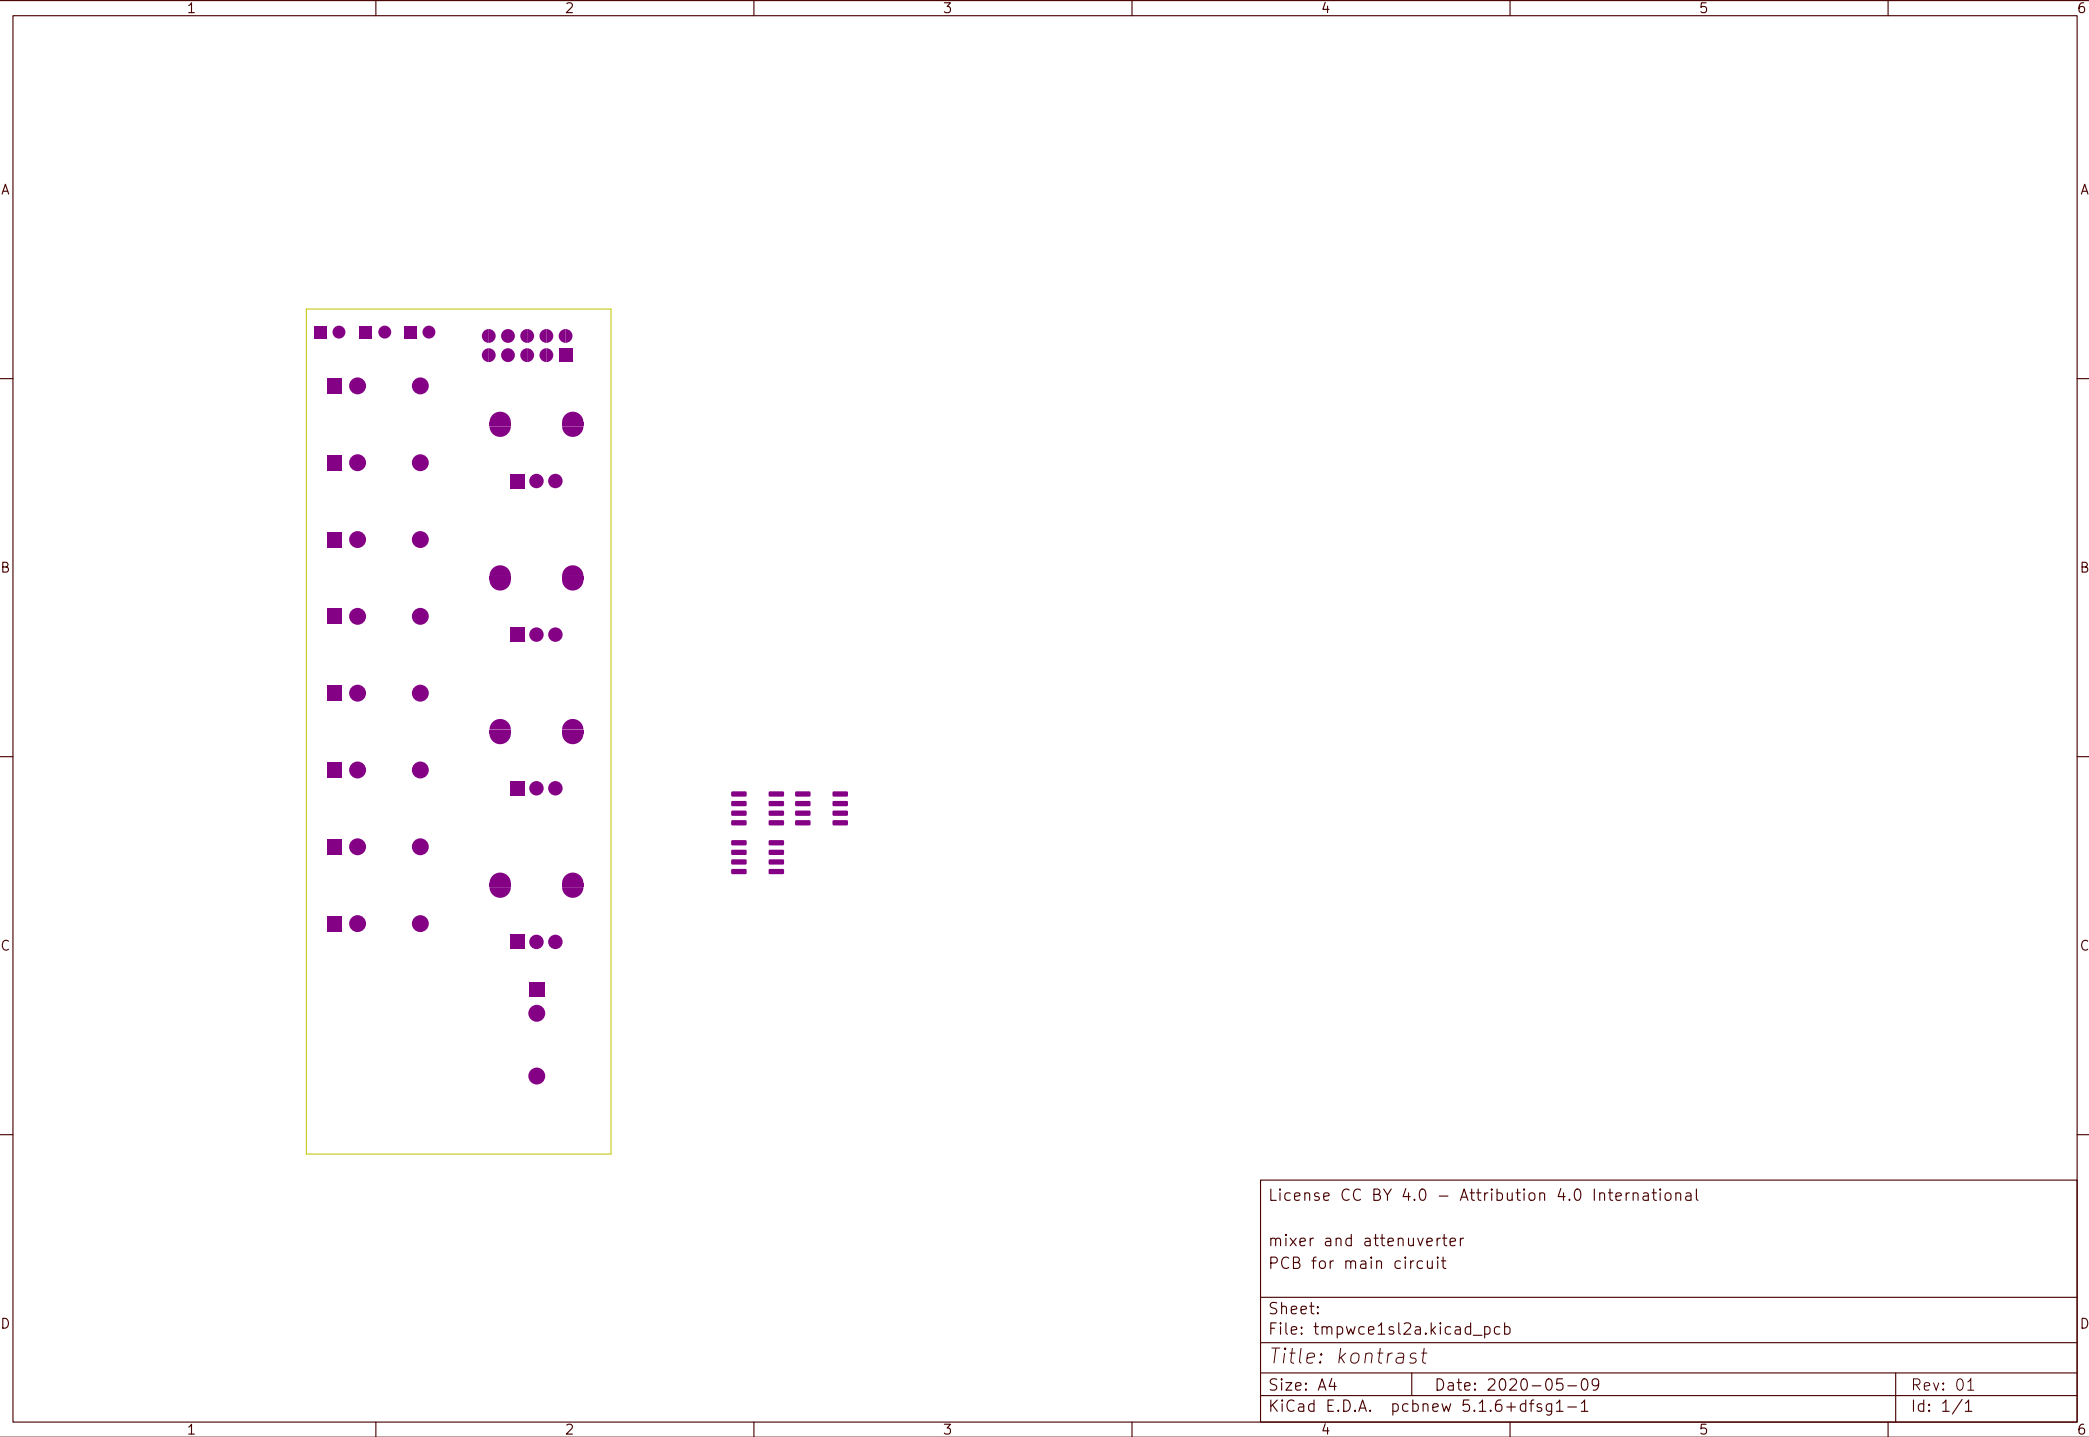 1 2 3 4 5 6
A A
B B
C C
D D
License CC BY 4.0 – Attribution 4.0 International
mixer and attenuverter
PCB for main circuit
Sheet:
File: tmpwce1sl2a.kicad_pcb
Title: kontrast
Size: A4 Date: 2020–05–09 Rev: 01
KiCad E.D.A. pcbnew 5.1.6+dfsg1–1 Id: 1/1
1 2 3 4 5 6